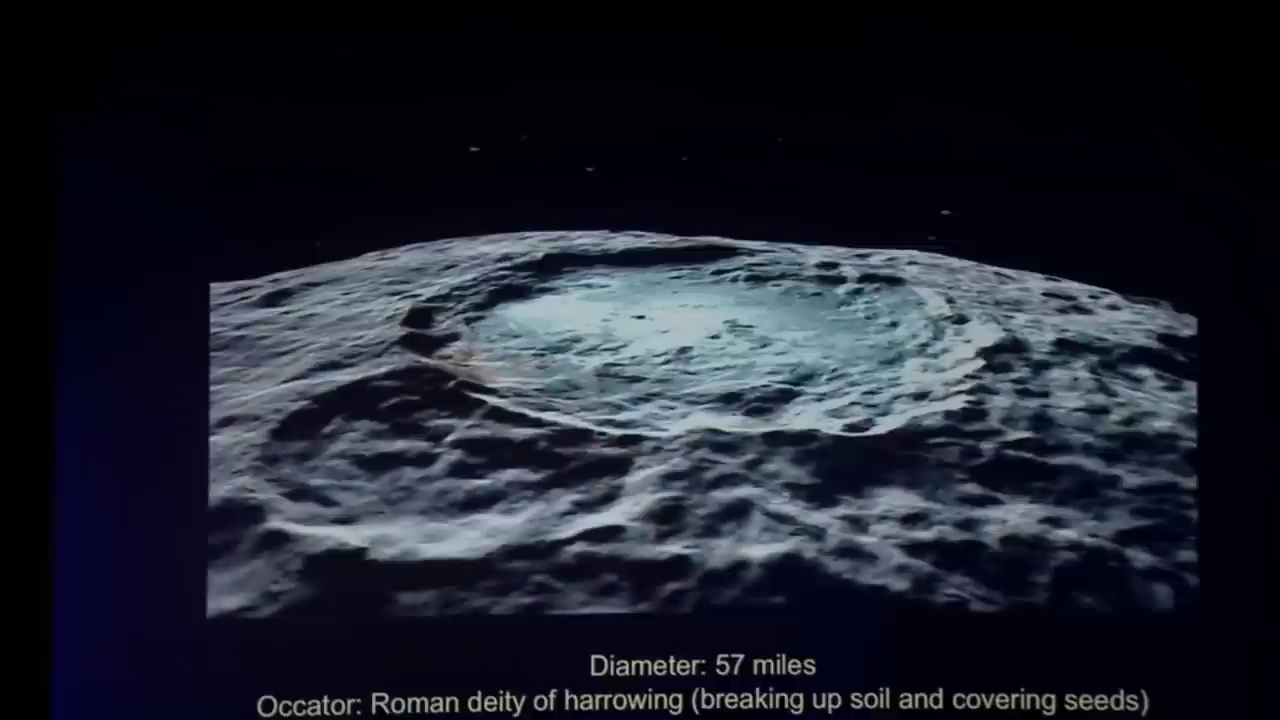 Diameter: 57 miles
Occator: Roman deity of harrowing (breaking up soil and covering seeds)